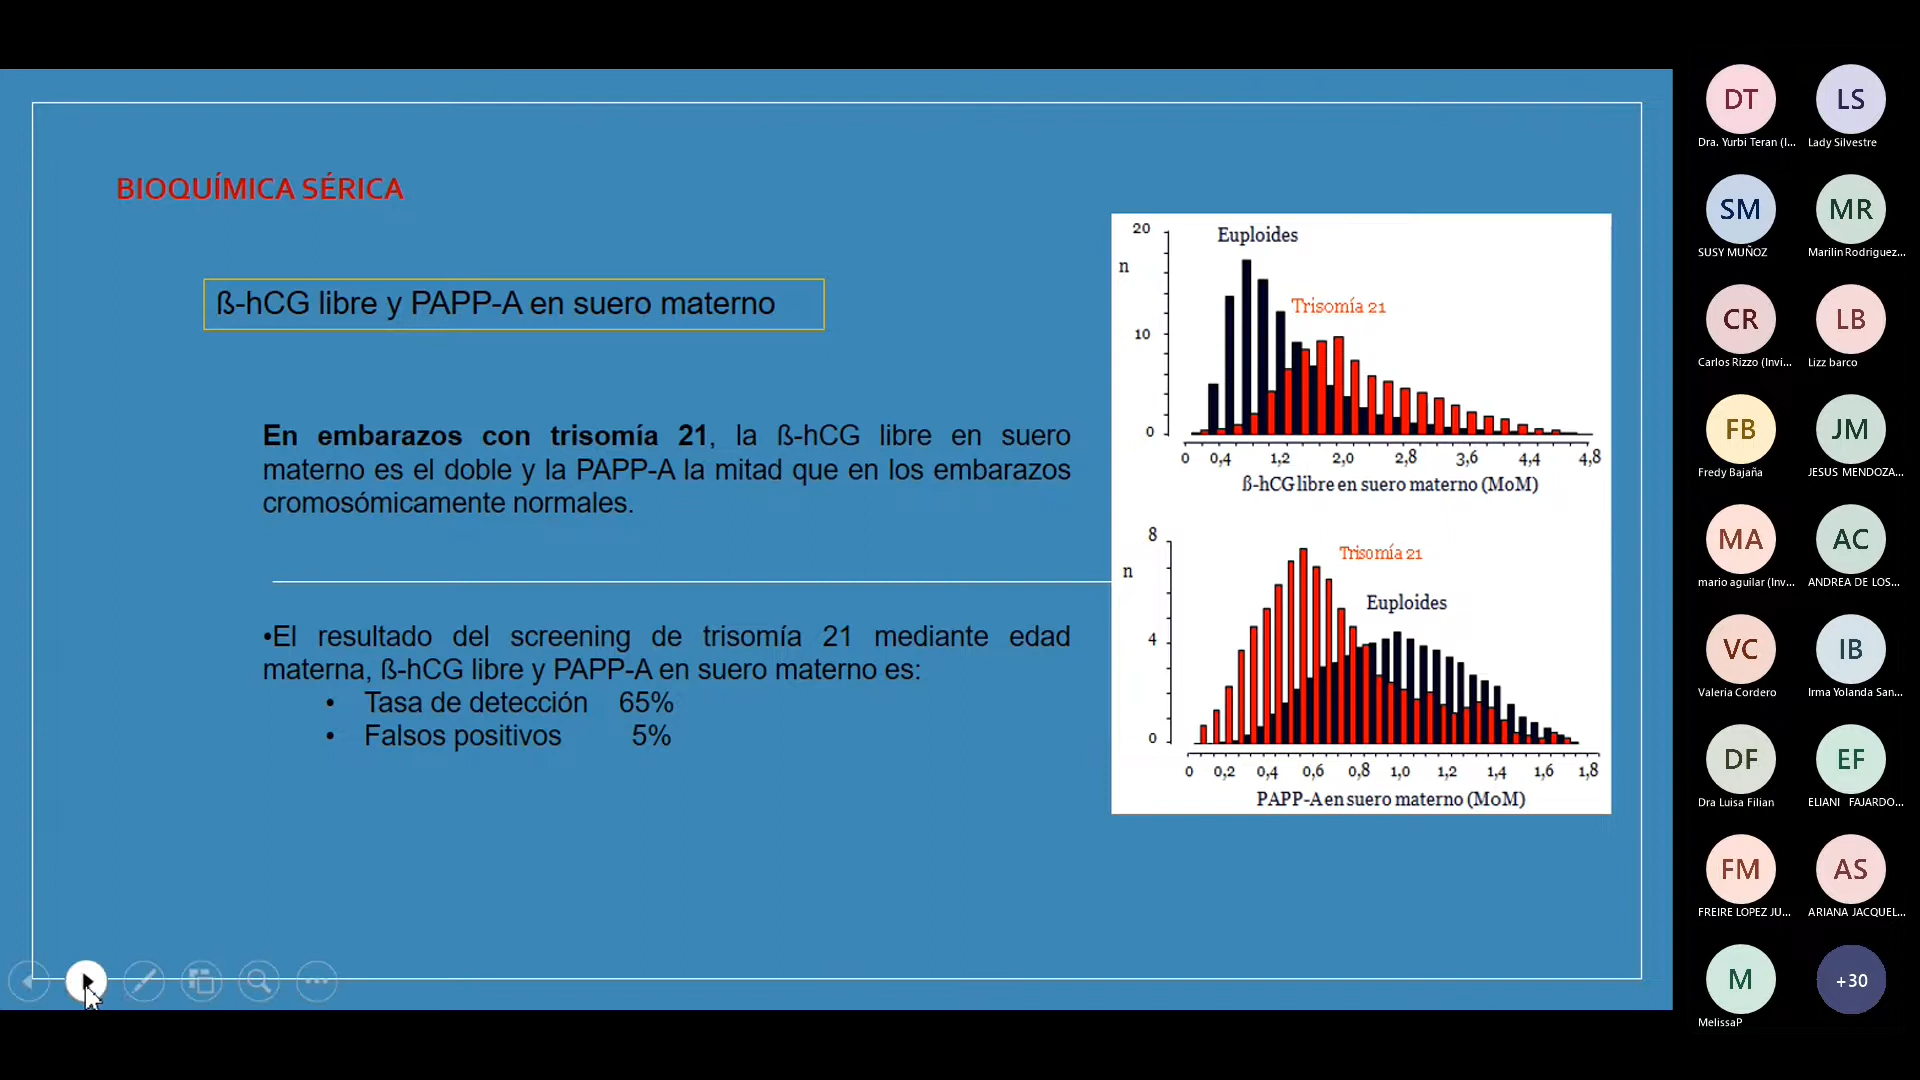 BIOQUÍMICA SÉRICA
ß-hCG libre y PAPP-A en suero materno
En embarazos con trisomía 21, la ß-hCG libre en suero
materno es el doble y la PAPP-A la mitad que en los embarazos
cromosómicamente normales.
•El resultado del screening de trisomía 21 mediante edad
materna, ß-hCG libre y PAPP-A en suero materno es:
• Tasa de detección 65%
• Falsos positivos 5%
20
Euploides
n
Trisomía 21
10
0
0 0,4 1,2 2,0 2,8 3,6 4,4 4,8
ß-hCG libre en suero materno (MoM)
8
Trisomía 21
n
Euploides
4
0
0 0,2 0,4 0,6 0,8 1,0 1,2 1,4 1,6 1,8
PAPP-A en suero materno (MoM)
DT LS
Dra. Yurbi Teran (I... Lady Silvestre
SM MR
SUSY MUÑOZ Marilin Rodriguez...
CR LB
Carlos Rizzo (Invi... Lizz barco
FB JM
Fredy Bajaña JESUS MENDOZA...
MA AC
mario aguilar (Inv... ANDREA DE LOS...
VC IB
Valeria Cordero Irma Yolanda San...
DF EF
Dra Luisa Filian ELIANI FAJARDO...
FM AS
FREIRE LOPEZ JU... ARIANA JACQUEL...
M +30
MelissaP